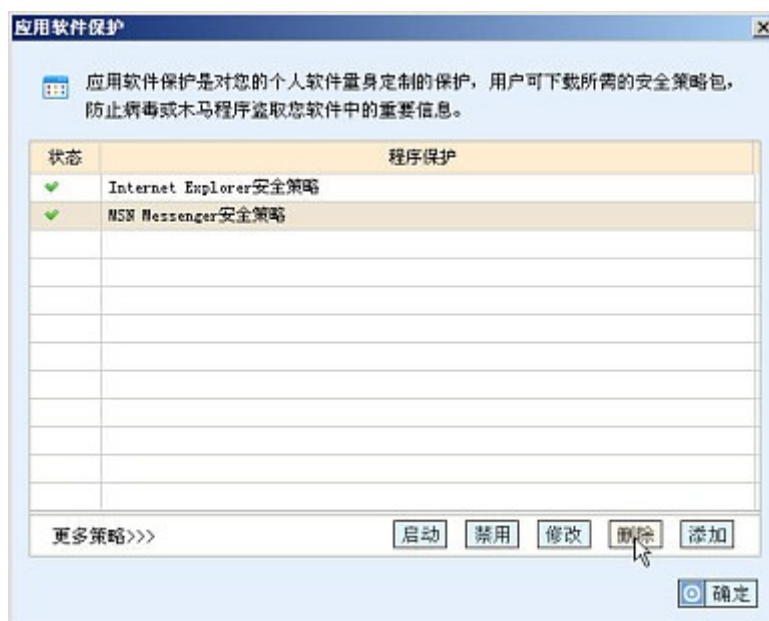 应用软件保护
应用软件保护是对您的个人软件量身定制的保护，用户可下载所需的安全策略包，
防止病毒或木马程序盗取您软件中的重要信息。
状态 程序保护
Internet Explorer安全策略
MSN Messenger安全策略
更多策略>>> 启动 禁用 修改 删除 添加
确定